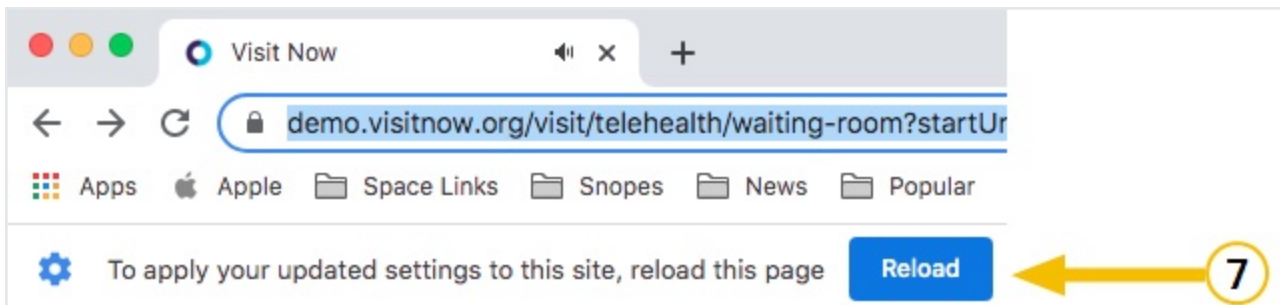 Visit Now
demo.visitnow.org/visit/telehealth/waiting-room?startUr
Apps Apple Space Links Snopes News Popular
To apply your updated settings to this site, reload this page Reload 7